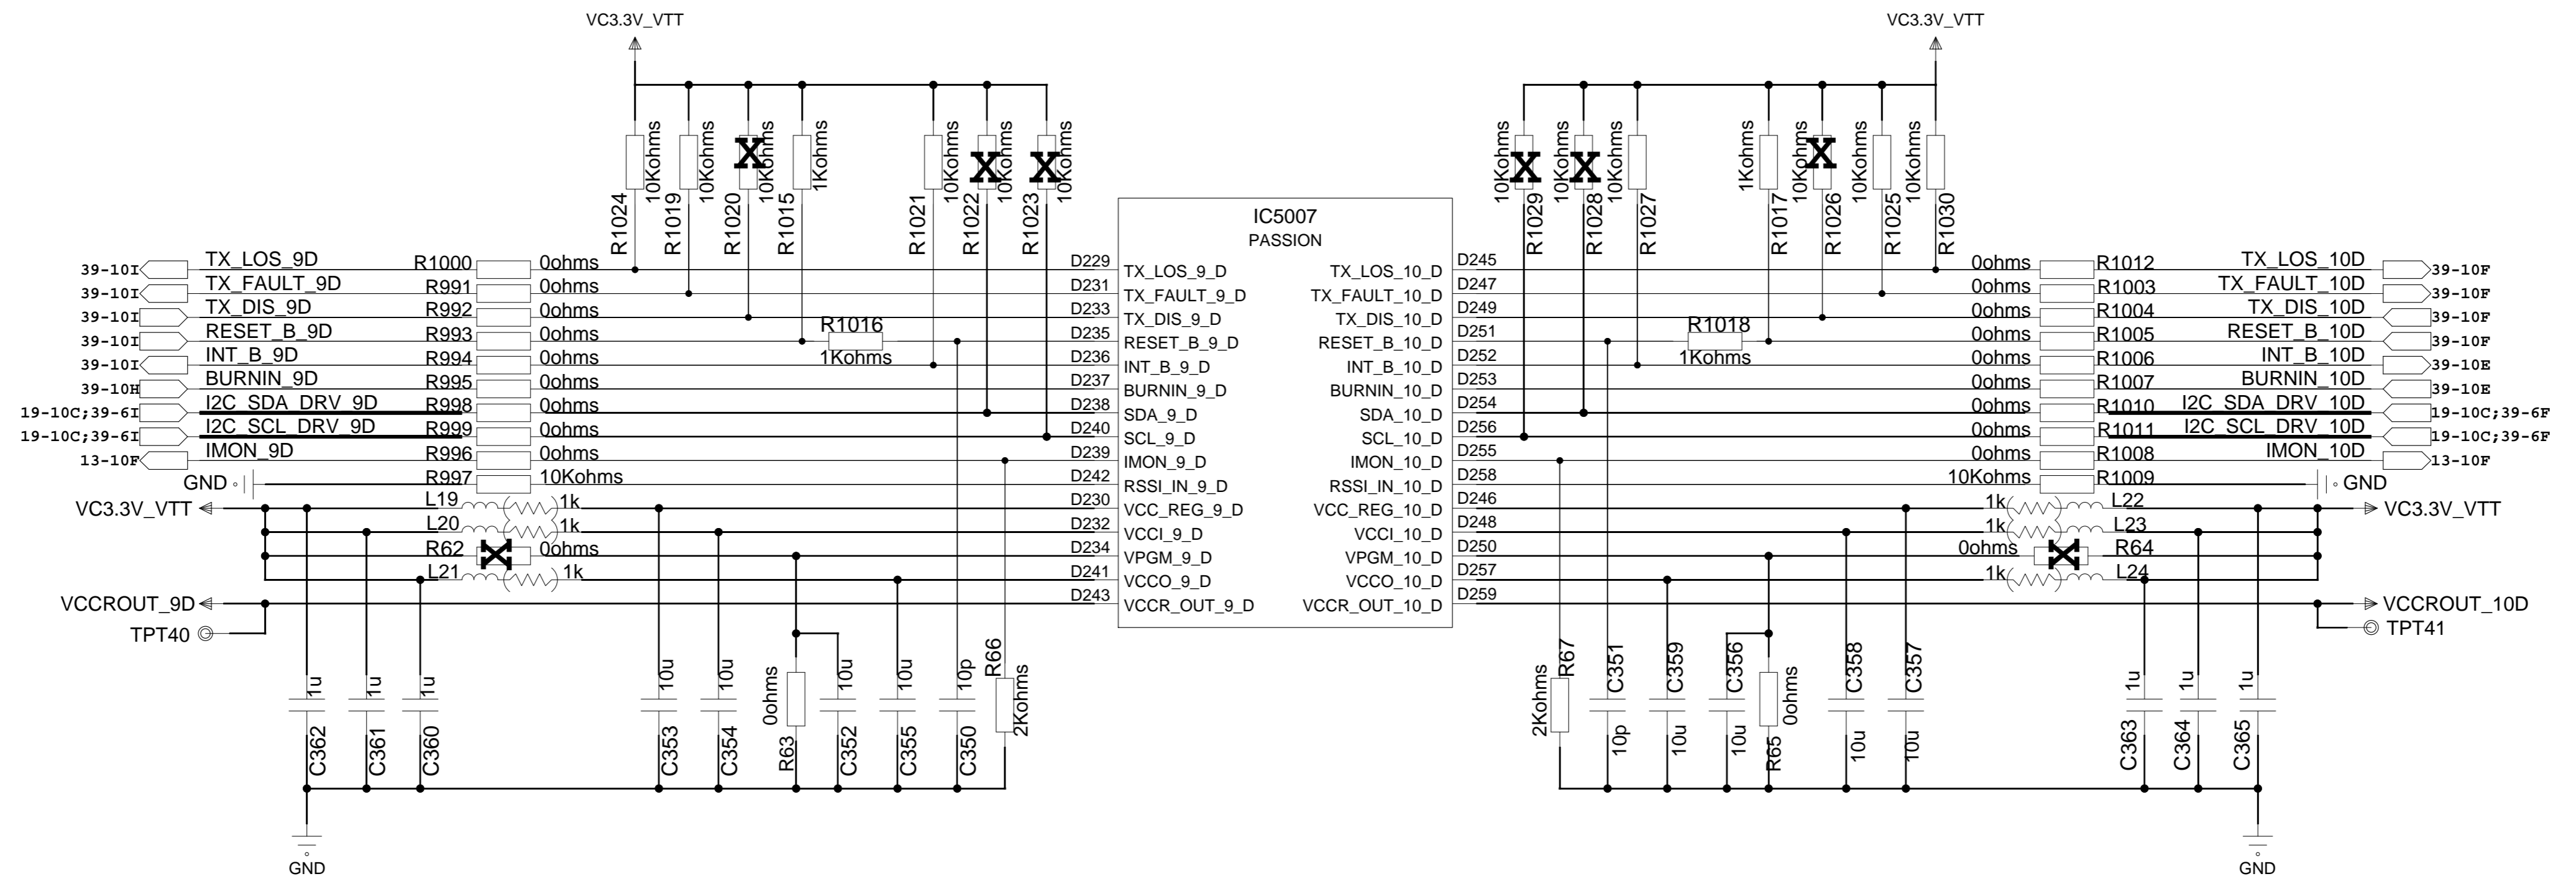 VC3.3V_VTT
VC3.3V_VTT
10Kohms
10Kohms
10Kohms
1Kohms
10Kohms
10Kohms
10Kohms
10Kohms
10Kohms
10Kohms
1Kohms
10Kohms
10Kohms
10Kohms
R1024
R1019
R1020
R1015
R1021
R1022
R1023
R1029
R1028
R1027
R1017
R1026
R1025
R1030
IC5007
PASSION
39-10I TX_LOS_9D R1000 0ohms D229 TX_LOS_9_D TX_LOS_10_D D245 0ohms R1012 TX_LOS_10D 39-10F
39-10I TX_FAULT_9D R991 0ohms D231 TX_FAULT_9_D TX_FAULT_10_D D247 0ohms R1003 TX_FAULT_10D 39-10F
39-10I TX_DIS_9D R992 0ohms D233 TX_DIS_9_D TX_DIS_10_D D249 0ohms R1004 TX_DIS_10D 39-10F
39-10I RESET_B_9D R993 0ohms R1016 1Kohms D235 RESET_B_9_D RESET_B_10_D D251 R1018 1Kohms 0ohms R1005 RESET_B_10D 39-10F
39-10I INT_B_9D R994 0ohms D236 INT_B_9_D INT_B_10_D D252 0ohms R1006 INT_B_10D 39-10E
39-10H BURNIN_9D R995 0ohms D237 BURNIN_9_D BURNIN_10_D D253 0ohms R1007 BURNIN_10D 39-10E
19-10C;39-6I I2C_SDA_DRV_9D R998 0ohms D238 SDA_9_D SDA_10_D D254 0ohms R1010 I2C_SDA_DRV_10D 19-10C;39-6F
19-10C;39-6I I2C_SCL_DRV_9D R999 0ohms D240 SCL_9_D SCL_10_D D256 0ohms R1011 I2C_SCL_DRV_10D 19-10C;39-6F
13-10F IMON_9D R996 0ohms D239 IMON_9_D IMON_10_D D255 0ohms R1008 IMON_10D 13-10F
GND R997 10Kohms D242 RSSI_IN_9_D RSSI_IN_10_D D258 10Kohms R1009 GND
VC3.3V_VTT L19 1k D230 VCC_REG_9_D VCC_REG_10_D D246 1k L22 VC3.3V_VTT
L20 1k D232 VCCI_9_D VCCI_10_D D248 1k L23
R62 0ohms D234 VPGM_9_D VPGM_10_D D250 0ohms R64
L21 1k D241 VCCO_9_D VCCO_10_D D257 1k L24
VCCROUT_9D D243 VCCR_OUT_9_D VCCR_OUT_10_D D259 VCCROUT_10D
TPT40
TPT41
1u
C362
1u
C361
1u
C360
10u
C353
10u
C354
0ohms
R63
10u
C352
10u
C355
10p
C350
R66
2Kohms
R67
2Kohms
C351
10p
C359
10u
C356
10u
0ohms
R65
C358
10u
C357
10u
1u
C363
1u
C364
1u
C365
GND
GND